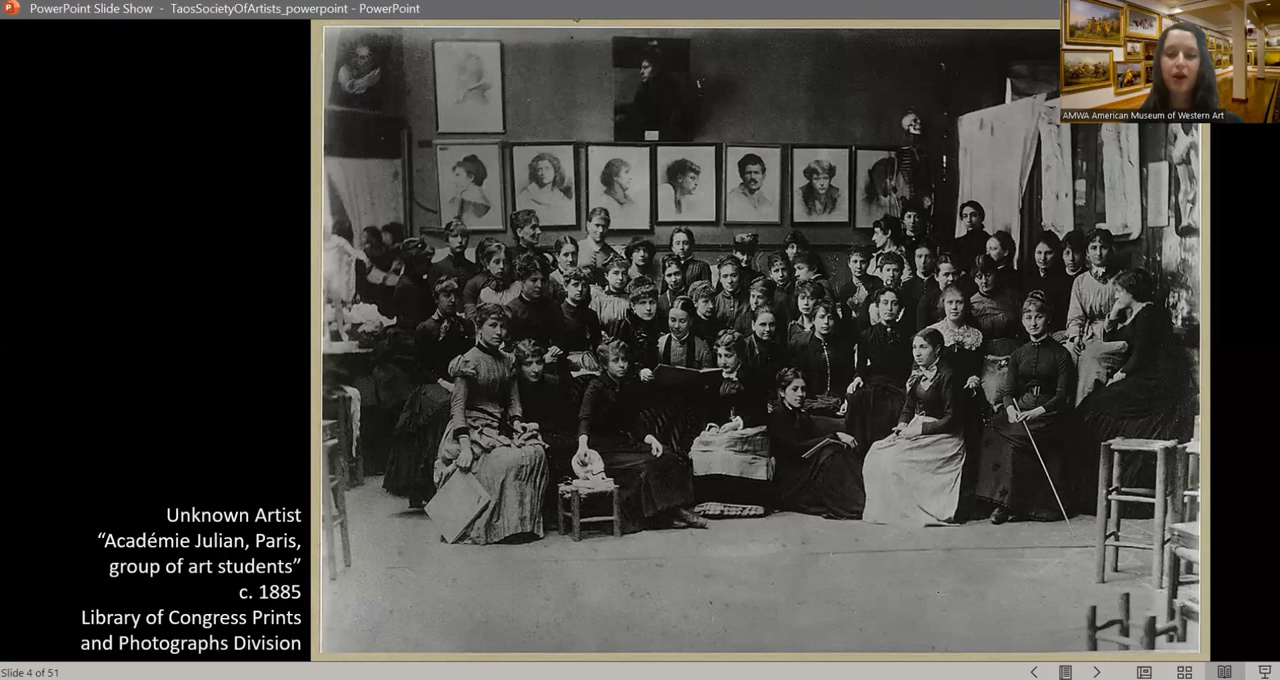 PowerPoint Slide Show - TaosSocietyOfArtists_powerpoint - PowerPoint
AMWA American Museum of Western Art
Unknown Artist
“Académie Julian, Paris,
group of art students”
c. 1885
Library of Congress Prints
and Photographs Division
Slide 4 of 51